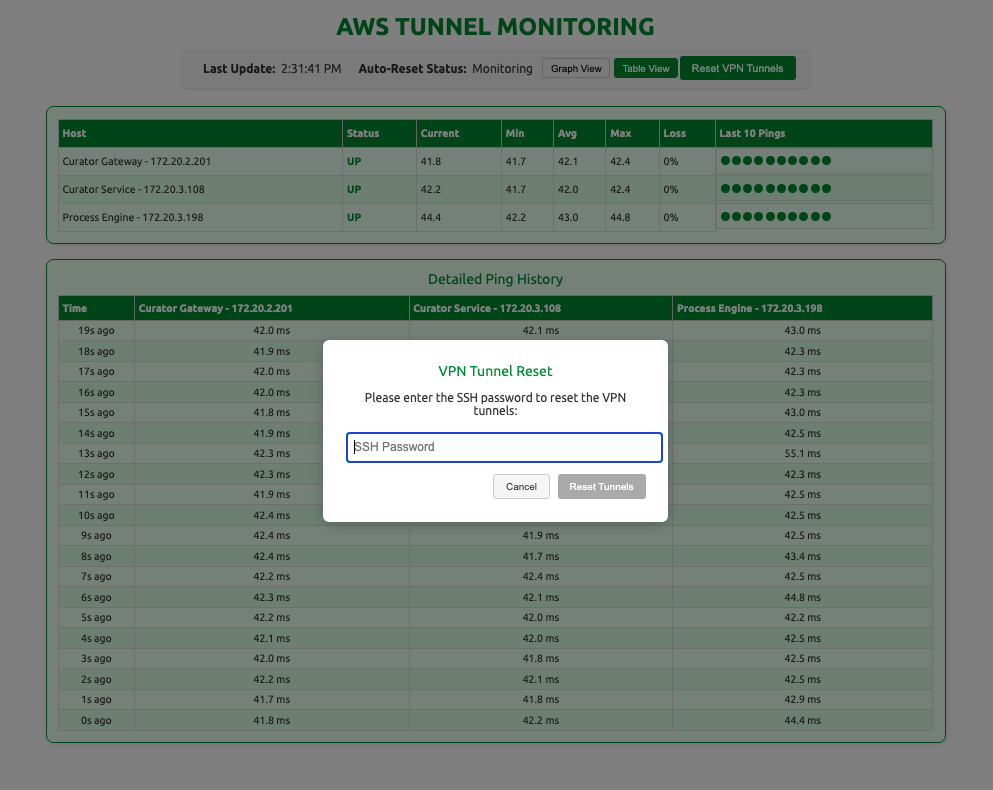 AWS TUNNEL MONITORING
Last Update: 2:31:41 PM Auto-Reset Status: Monitoring Graph View Table View Reset VPN Tunnels
Host Status Current Min Avg Max Loss Last 10 Pings
Curator Gateway - 172.20.2.201 UP 41.8 41.7 42.1 42.4 0%
Curator Service - 172.20.3.108 UP 42.2 41.7 42.0 42.4 0%
Process Engine - 172.20.3.198 UP 44.4 42.2 43.0 44.8 0%
Detailed Ping History
Time Curator Gateway - 172.20.2.201 Curator Service - 172.20.3.108 Process Engine - 172.20.3.198
19s ago 42.0 ms 42.1 ms 43.0 ms
18s ago 41.9 ms 42.3 ms
17s ago 42.0 ms 42.3 ms
16s ago 42.0 ms 42.3 ms
15s ago 41.8 ms 43.0 ms
14s ago 41.9 ms 42.5 ms
13s ago 42.3 ms 55.1 ms
12s ago 42.3 ms 42.5 ms
11s ago 41.9 ms 42.5 ms
10s ago 42.4 ms 42.5 ms
9s ago 42.4 ms 41.9 ms 42.5 ms
8s ago 42.4 ms 41.7 ms 43.4 ms
7s ago 42.2 ms 42.4 ms 42.5 ms
6s ago 42.3 ms 42.1 ms 44.8 ms
5s ago 42.2 ms 42.0 ms 42.2 ms
4s ago 42.1 ms 42.0 ms 42.5 ms
3s ago 42.0 ms 41.8 ms 42.5 ms
2s ago 42.2 ms 42.1 ms 42.5 ms
1s ago 41.7 ms 41.8 ms 42.9 ms
0s ago 41.8 ms 42.2 ms 44.4 ms
VPN Tunnel Reset
Please enter the SSH password to reset the VPN
tunnels:
SSH Password
Cancel Reset Tunnels